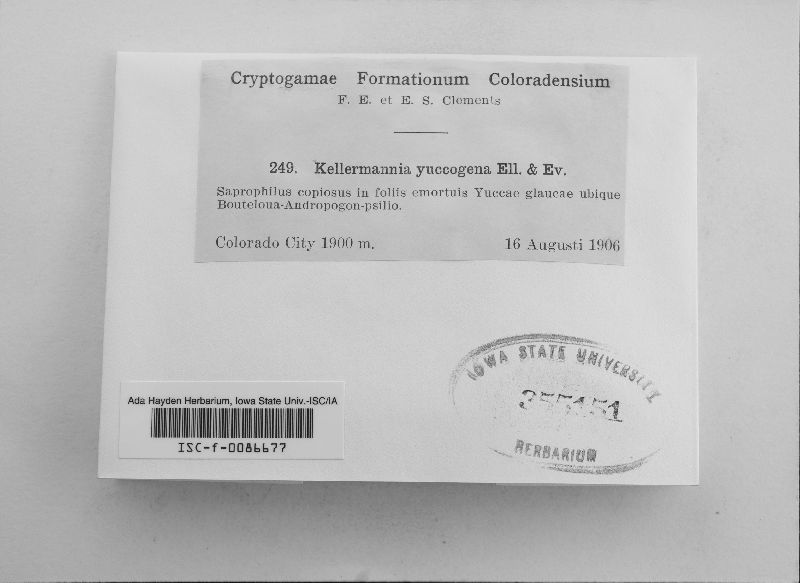 Cryptogamae Formationum Coloradensium
F. E. et E. S. Clements
249. Kellermannia yuccogena Ell. & Ev.
Saprophilus copiosus in foliis emortuis Yuccae glaucae ubique
Bouteloua-Andropogon-psilio.
Colorado City 1900 m. 16 Augusti 1906
IOWA STATE UNIVERSITY
355151
HERBARIUM
Ada Hayden Herbarium, Iowa State Univ.-ISC/IA
ISC-f-0086677